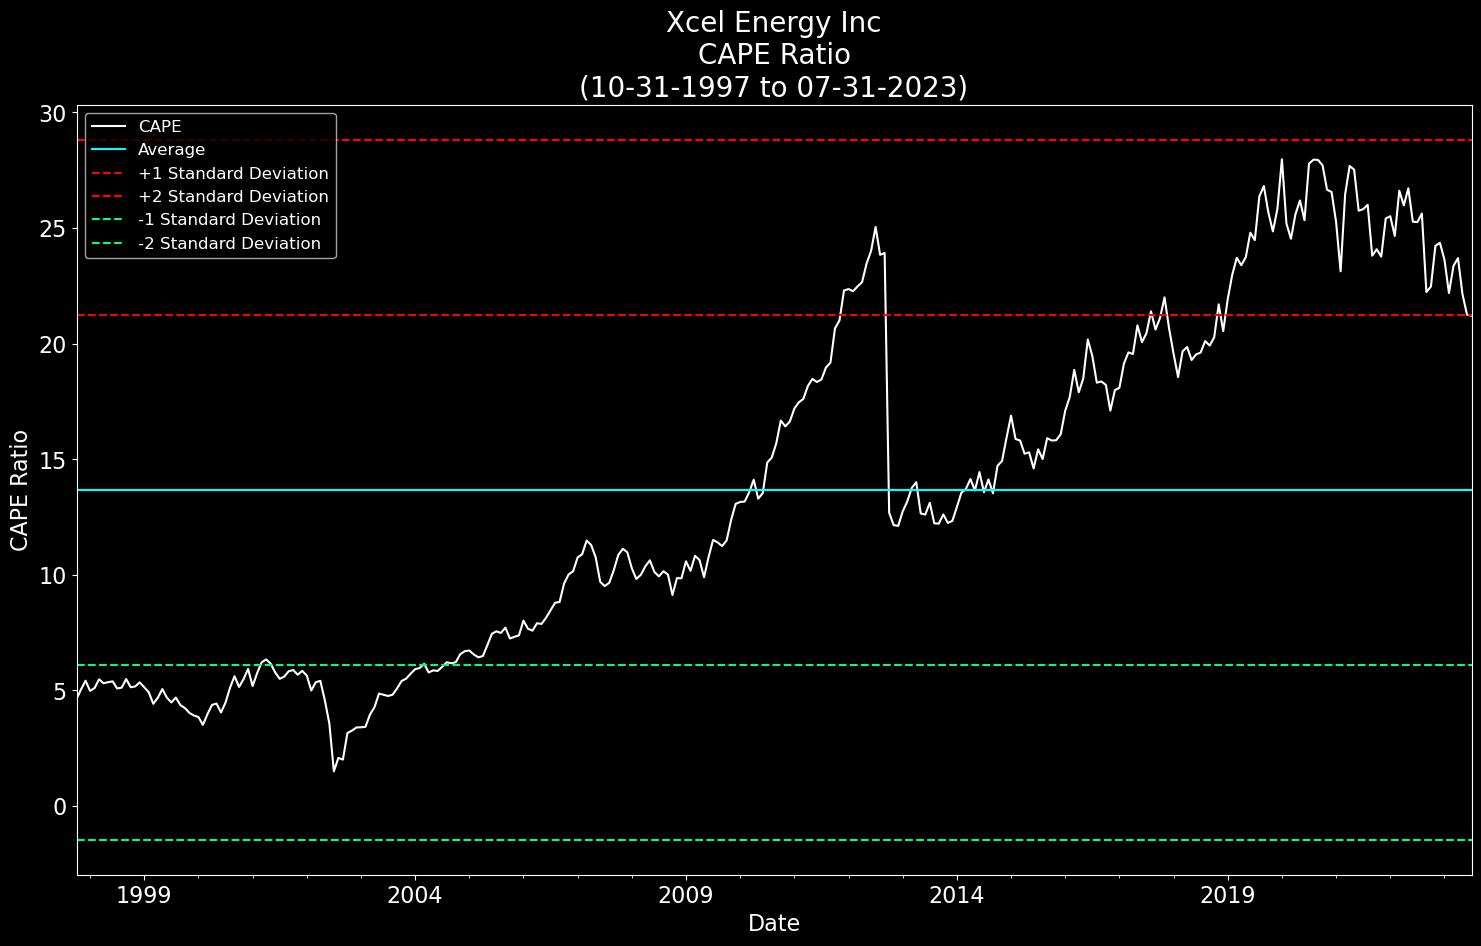 Xcel Energy Inc
CAPE Ratio
(10-31-1997 to 07-31-2023)
CAPE
Average
+1 Standard Deviation
+2 Standard Deviation
-1 Standard Deviation
-2 Standard Deviation
30
25
20
15
10
5
0
CAPE Ratio
1999 2004 2009 2014 2019
Date